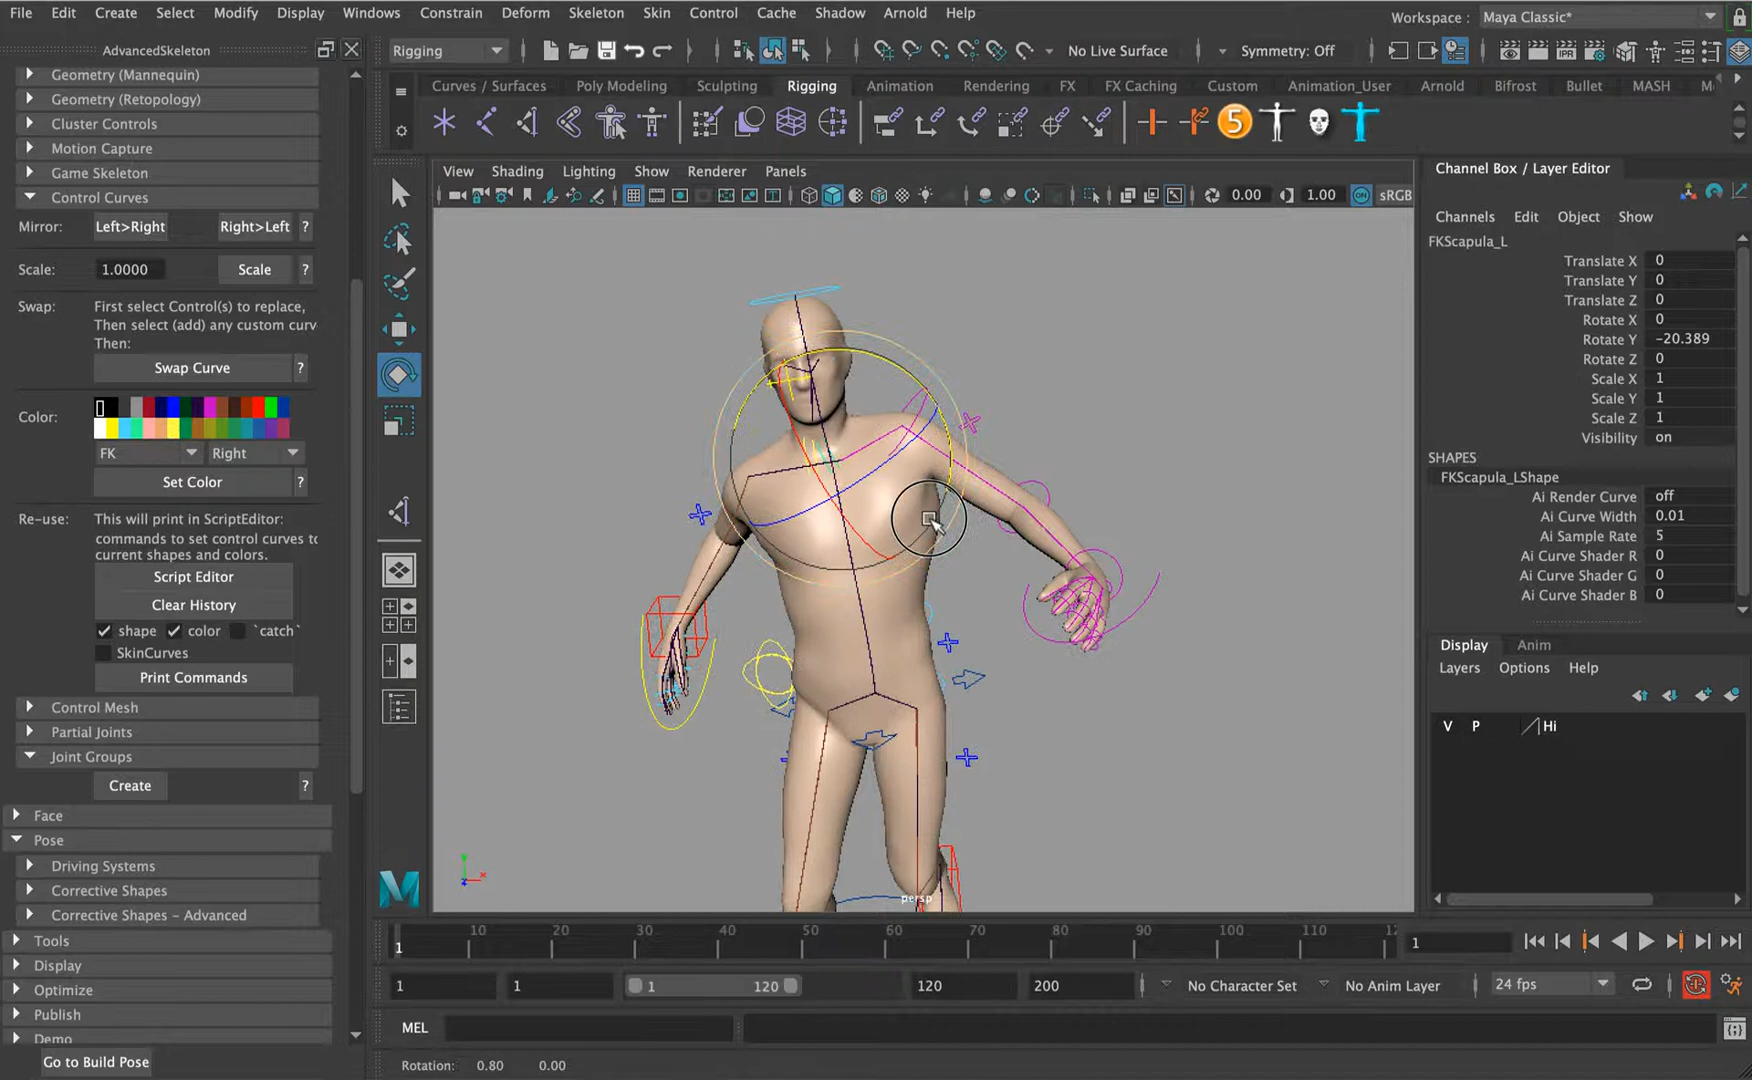 File Edit Create Select Modify Display Windows Constrain Deform Skeleton Skin Control Cache Shadow Arnold Help
Workspace : Maya Classic*
AdvancedSkeleton
Rigging
No Live Surface
Symmetry: Off
Geometry (Mannequin)
Geometry (Retopology)
Cluster Controls
Motion Capture
Game Skeleton
Control Curves
Mirror: Left>Right Right>Left ?
Scale: 1.0000 Scale ?
Swap: First select Control(s) to replace,
Then select (add) any custom curv
Then:
Swap Curve ?
Color:
FK Right
Set Color ?
Re-use: This will print in ScriptEditor:
commands to set control curves to
current shapes and colors.
Script Editor
Clear History
shape color `catch`
SkinCurves
Print Commands
Control Mesh
Partial Joints
Joint Groups
Create ?
Face
Pose
Driving Systems
Corrective Shapes
Corrective Shapes - Advanced
Tools
Display
Optimize
Publish
Demo
Go to Build Pose
Curves / Surfaces Poly Modeling Sculpting Rigging Animation Rendering FX FX Caching Custom Animation_User Arnold Bifrost Bullet MASH
5
View Shading Lighting Show Renderer Panels
0.00 1.00 ON sRGB
persp
Channel Box / Layer Editor
Channels Edit Object Show
FKScapula_L
Translate X 0
Translate Y 0
Translate Z 0
Rotate X 0
Rotate Y -20.389
Rotate Z 0
Scale X 1
Scale Y 1
Scale Z 1
Visibility on
SHAPES
FKScapula_LShape
Ai Render Curve off
Ai Curve Width 0.01
Ai Sample Rate 5
Ai Curve Shader R 0
Ai Curve Shader G 0
Ai Curve Shader B 0
Display Anim
Layers Options Help
V P Hi
1 10 20 30 40 50 60 70 80 90 100 110 12
1
1 1 1 120 120 200
No Character Set
No Anim Layer
24 fps
MEL
Rotation: 0.80 0.00